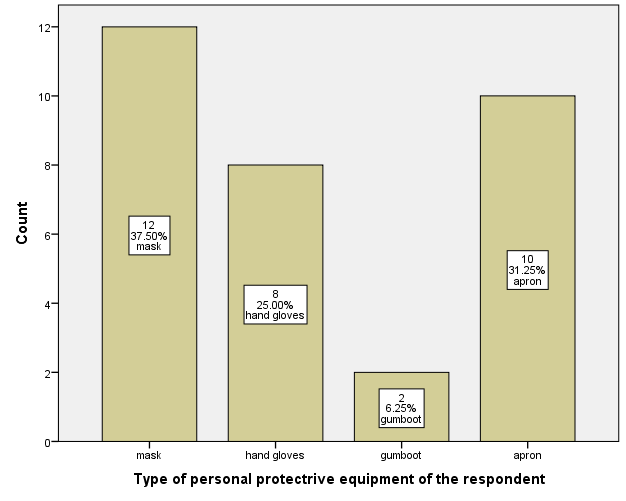 Count
12
10
8
6
4
2
0
12
37.50%
mask
8
25.00%
hand gloves
2
6.25%
gumboot
10
31.25%
apron
mask
hand gloves
gumboot
apron
Type of personal protectrive equipment of the respondent